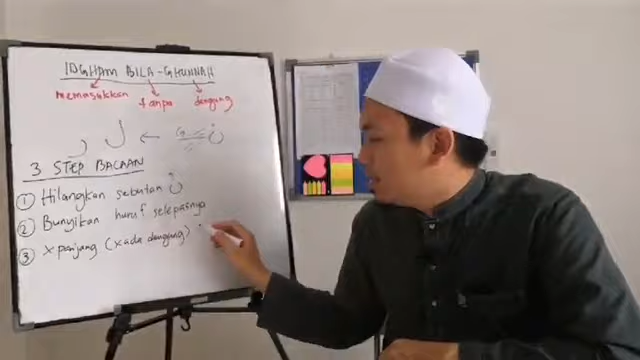 IDGHAM BILA-GHUNNAH
memasukkan tanpa dengung
ر ل ← نْ
3 STEP BACAAN
① Hilangkan sebutan ن
② Bunyikan huruf selepasnya
③ x panjang (x ada dengung)